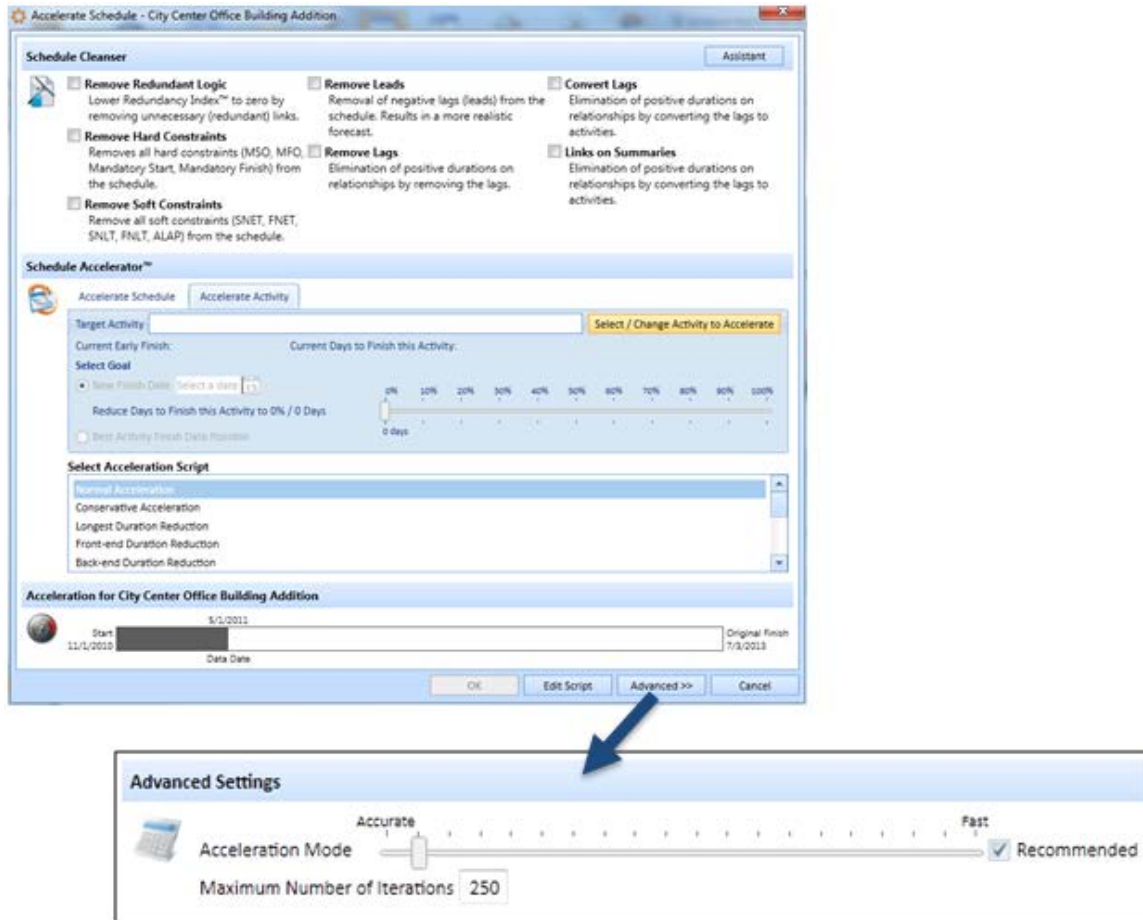 Accelerate Schedule - City Center Office Building Addition
Schedule Cleanser
Assistant
Remove Redundant Logic
Lower Redundancy Index™ to zero by
removing unnecessary (redundant) links.
Remove Hard Constraints
Removes all hard constraints (MSO, MFO,
Mandatory Start, Mandatory Finish) from
the schedule.
Remove Soft Constraints
Remove all soft constraints (SNET, FNET,
SNLT, FNLT, ALAP) from the schedule.
Remove Leads
Removal of negative lags (leads) from the
schedule. Results in a more realistic
forecast.
Remove Lags
Elimination of positive durations on
relationships by removing the lags.
Convert Lags
Elimination of positive durations on
relationships by converting the lags to
activities.
Links on Summaries
Elimination of positive durations on
relationships by converting the lags to
activities.
Schedule Accelerator™
Accelerate Schedule
Accelerate Activity
Target Activity
Select / Change Activity to Accelerate
Current Early Finish:
Current Days to Finish this Activity:
Select Goal
New Finish Date Select a date 15
0% 10% 20% 30% 40% 50% 60% 70% 80% 90% 100%
Reduce Days to Finish this Activity to 0% / 0 Days
0 days
Best Activity Finish Date Possible
Select Acceleration Script
Normal Acceleration
Conservative Acceleration
Longest Duration Reduction
Front-end Duration Reduction
Back-end Duration Reduction
Acceleration for City Center Office Building Addition
5/1/2011
Start
11/1/2010
Original Finish
7/3/2013
Data Date
OK
Edit Script
Advanced >>
Cancel
Advanced Settings
Accurate
Fast
Acceleration Mode
Recommended
Maximum Number of Iterations 250